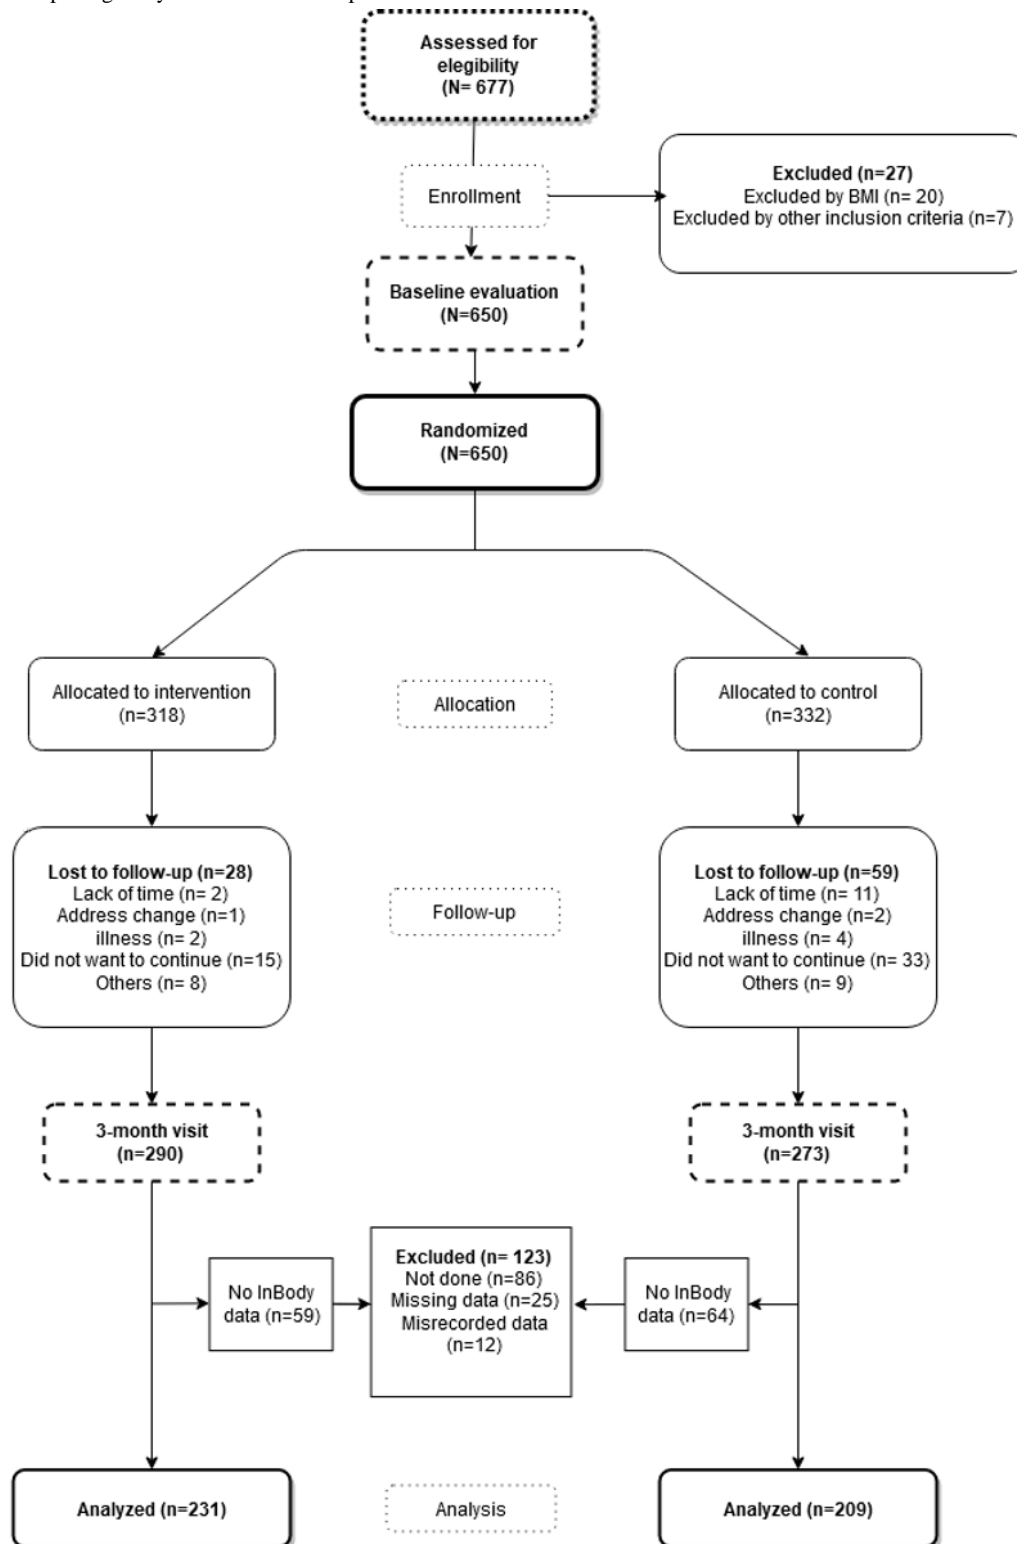 Assessed for
elegibility
(N= 677)
Enrollment
Excluded (n=27)
Excluded by BMI (n= 20)
Excluded by other inclusion criteria (n=7)
Baseline evaluation
(N=650)
Randomized
(N=650)
Allocated to intervention
(n=318)
Allocation
Allocated to control
(n=332)
Lost to follow-up (n=28)
Lack of time (n= 2)
Address change (n=1)
illness (n= 2)
Did not want to continue (n=15)
Others (n= 8)
Follow-up
Lost to follow-up (n=59)
Lack of time (n= 11)
Address change (n=2)
illness (n= 4)
Did not want to continue (n= 33)
Others (n= 9)
3-month visit
(n=290)
3-month visit
(n=273)
No InBody
data (n=59)
Excluded (n= 123)
Not done (n=86)
Missing data (n=25)
Misrecorded data
(n=12)
No InBody
data (n=64)
Analyzed (n=231)
Analysis
Analyzed (n=209)